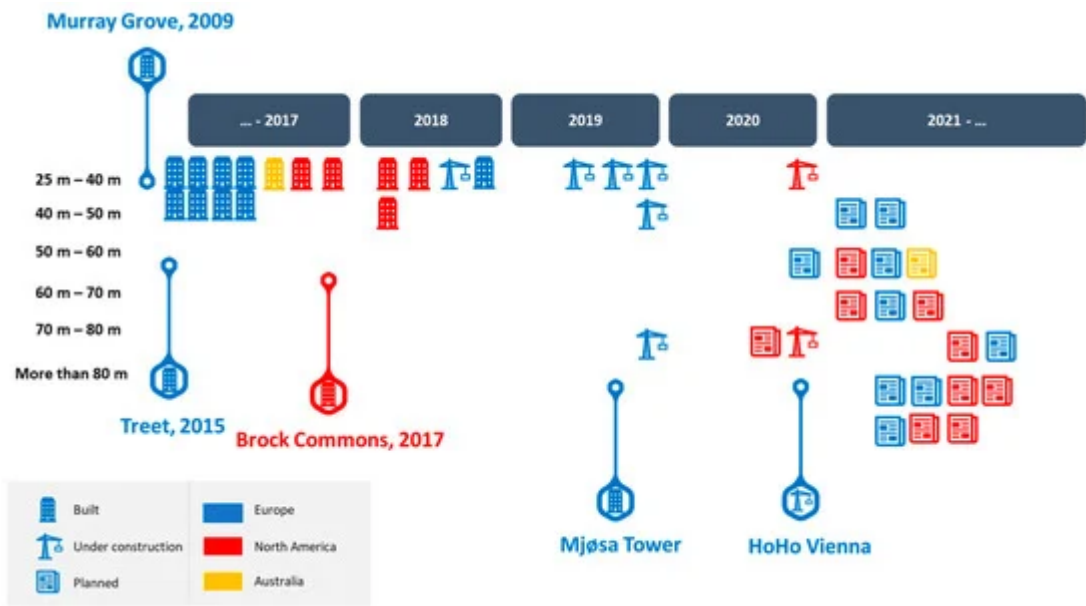 Murray Grove, 2009
... - 2017
2018
2019
2020
2021 - ...
25 m – 40 m
40 m – 50 m
50 m – 60 m
60 m – 70 m
70 m – 80 m
More than 80 m
Treet, 2015
Brock Commons, 2017
Mjøsa Tower
HoHo Vienna
Built
Europe
Under construction
North America
Planned
Australia